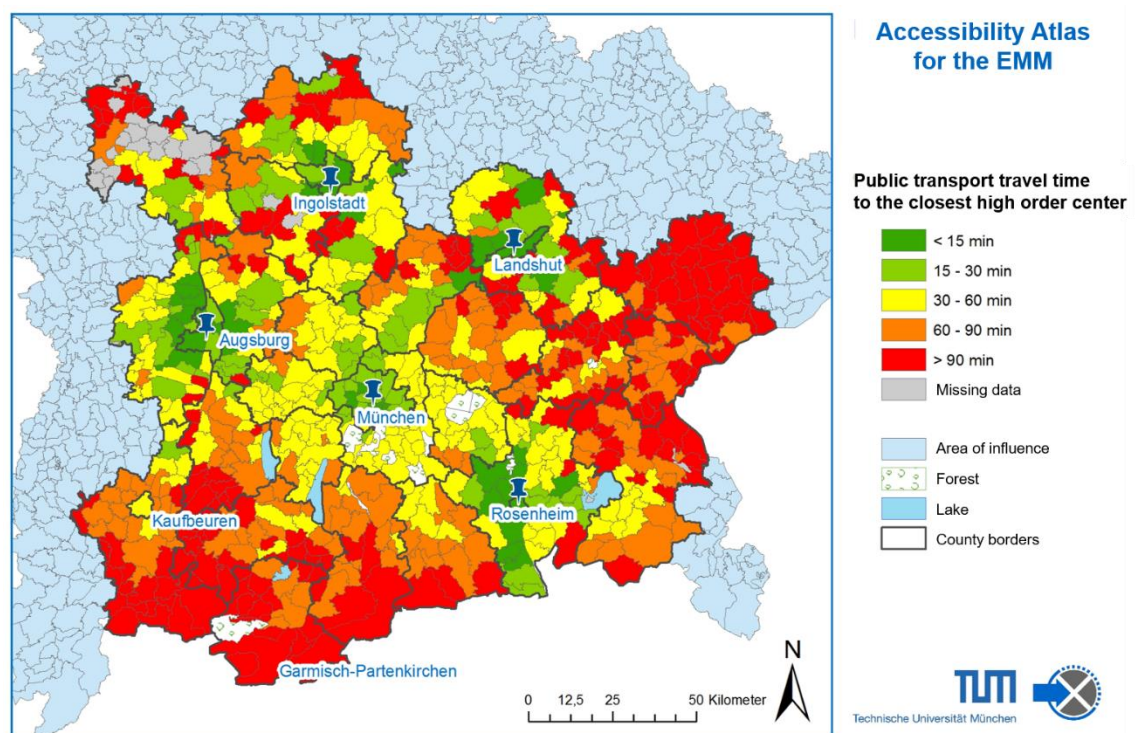 Accessibility Atlas
for the EMM
Public transport travel time
to the closest high order center
< 15 min
15 - 30 min
30 - 60 min
60 - 90 min
> 90 min
Missing data
Area of influence
Forest
Lake
County borders
Ingolstadt
Landshut
Augsburg
München
Kaufbeuren
Rosenheim
Garmisch-Partenkirchen
N
0 12,5 25 50 Kilometer
TUM
Technische Universität München